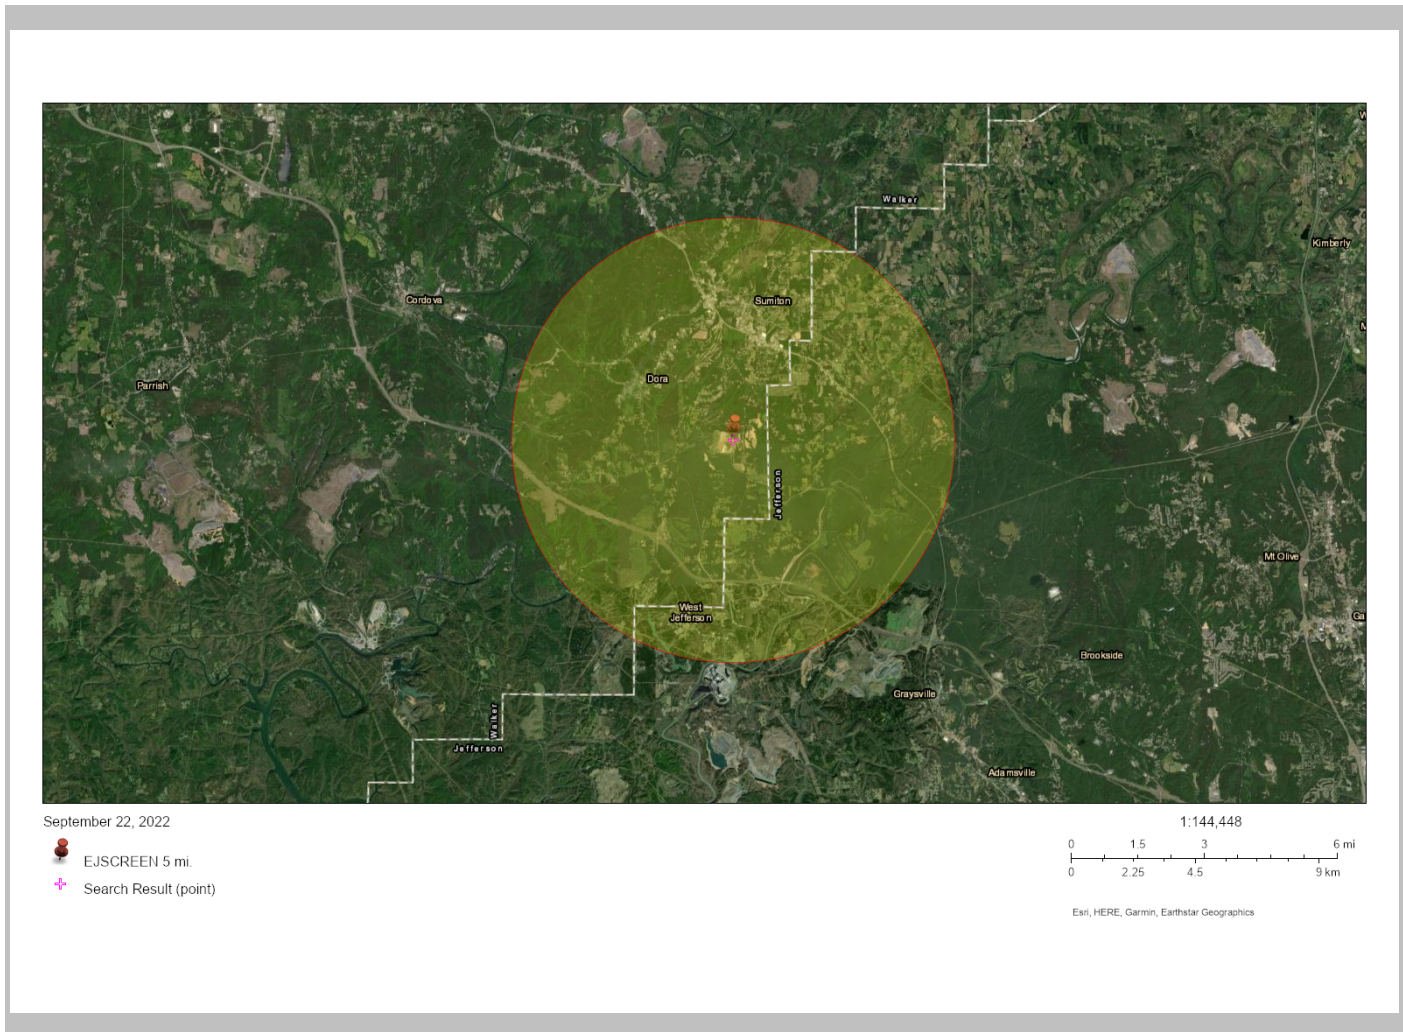 Walker
Kimberly
Cordova
Sumiton
Parrish
Dora
Jefferson
Mt Olive
West
Jefferson
Brookside
Graysville
Walker
Jefferson
Adamsville
September 22, 2022
1:144,448
EJSCREEN 5 mi.
0 1.5 3 6 mi
0 2.25 4.5 9 km
Search Result (point)
Esri, HERE, Garmin, Earthstar Geographics